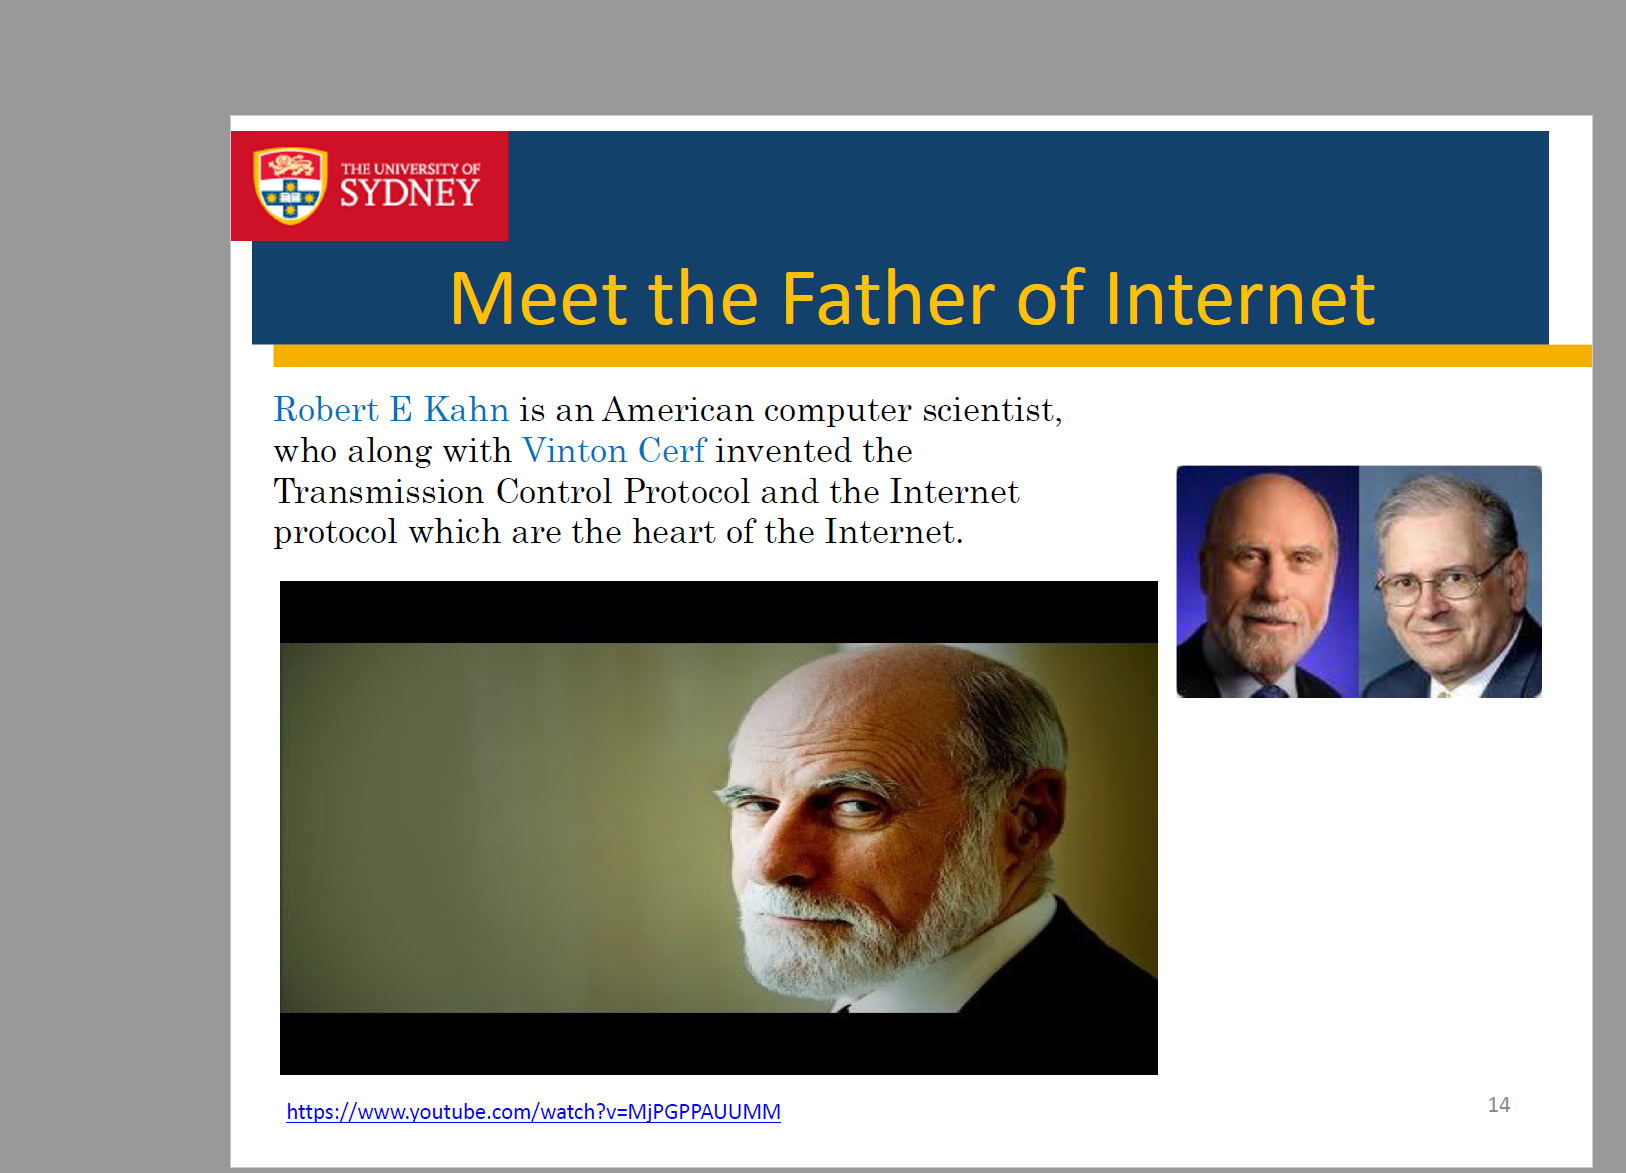 THE UNIVERSITY OF
SYDNEY
Meet the Father of Internet
Robert E Kahn is an American computer scientist,
who along with Vinton Cerf invented the
Transmission Control Protocol and the Internet
protocol which are the heart of the Internet.
https://www.youtube.com/watch?v=MjPGPPAUUMM
14